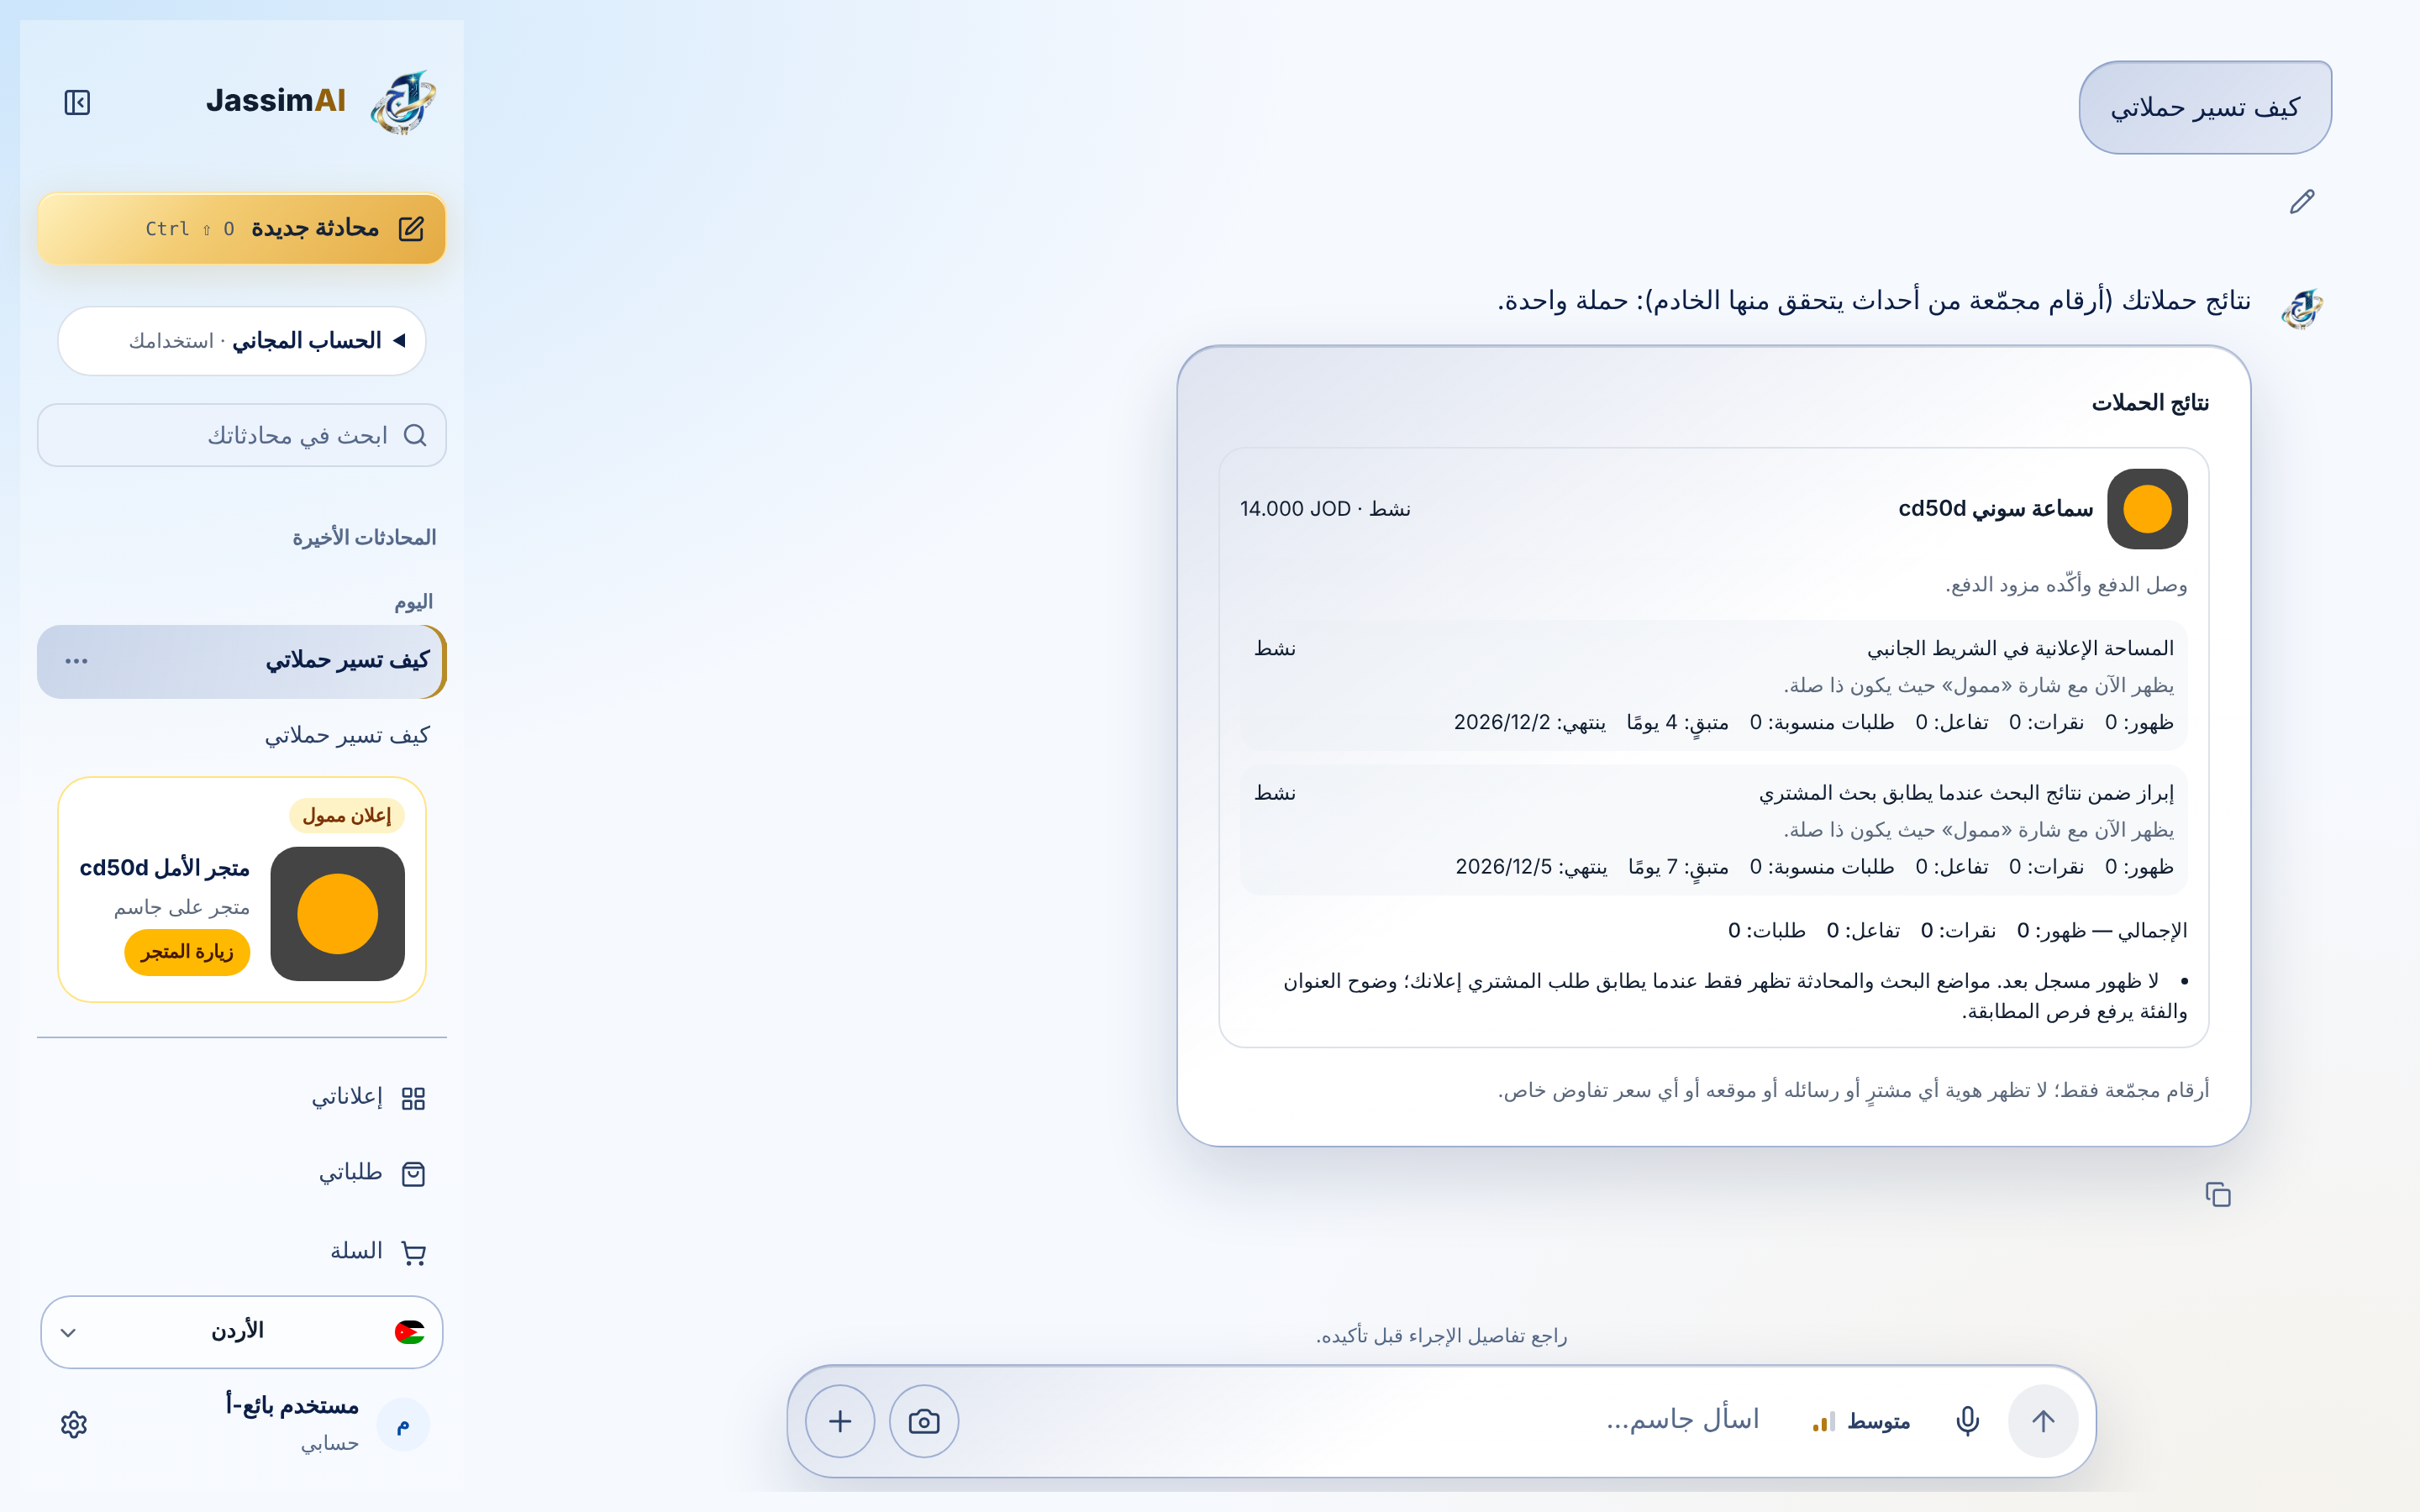 كيف تسير حملاتي
نتائج حملاتك (أرقام مجمّعة من أحداث يتحقق منها الخادم): حملة واحدة.
نتائج الحملات
سماعة سوني cd50d
نشط · 14.000 JOD
وصل الدفع وأكّده مزود الدفع.
المساحة الإعلانية في الشريط الجانبي
نشط
يظهر الآن مع شارة «ممول» حيث يكون ذا صلة.
ظهور: 0 نقرات: 0 تفاعل: 0 طلبات منسوبة: 0 متبقٍ: 4 يومًا ينتهي: 2026/12/2
إبراز ضمن نتائج البحث عندما يطابق بحث المشتري
نشط
يظهر الآن مع شارة «ممول» حيث يكون ذا صلة.
ظهور: 0 نقرات: 0 تفاعل: 0 طلبات منسوبة: 0 متبقٍ: 7 يومًا ينتهي: 2026/12/5
الإجمالي — ظهور: 0 نقرات: 0 تفاعل: 0 طلبات: 0
• لا ظهور مسجل بعد. مواضع البحث والمحادثة تظهر فقط عندما يطابق طلب المشتري إعلانك؛ وضوح العنوان
والفئة يرفع فرص المطابقة.
أرقام مجمّعة فقط؛ لا تظهر هوية أي مشترٍ أو رسائله أو موقعه أو أي سعر تفاوض خاص.
راجع تفاصيل الإجراء قبل تأكيده.
متوسط
اسأل جاسم...
JassimAI
محادثة جديدة Ctrl ⇧ O
◀ الحساب المجاني · استخدامك
ابحث في محادثاتك
المحادثات الأخيرة
اليوم
كيف تسير حملاتي
كيف تسير حملاتي
إعلان ممول
متجر الأمل cd50d
متجر على جاسم
زيارة المتجر
إعلاناتي
طلباتي
السلة
الأردن
م
مستخدم بائع-أ
حسابي